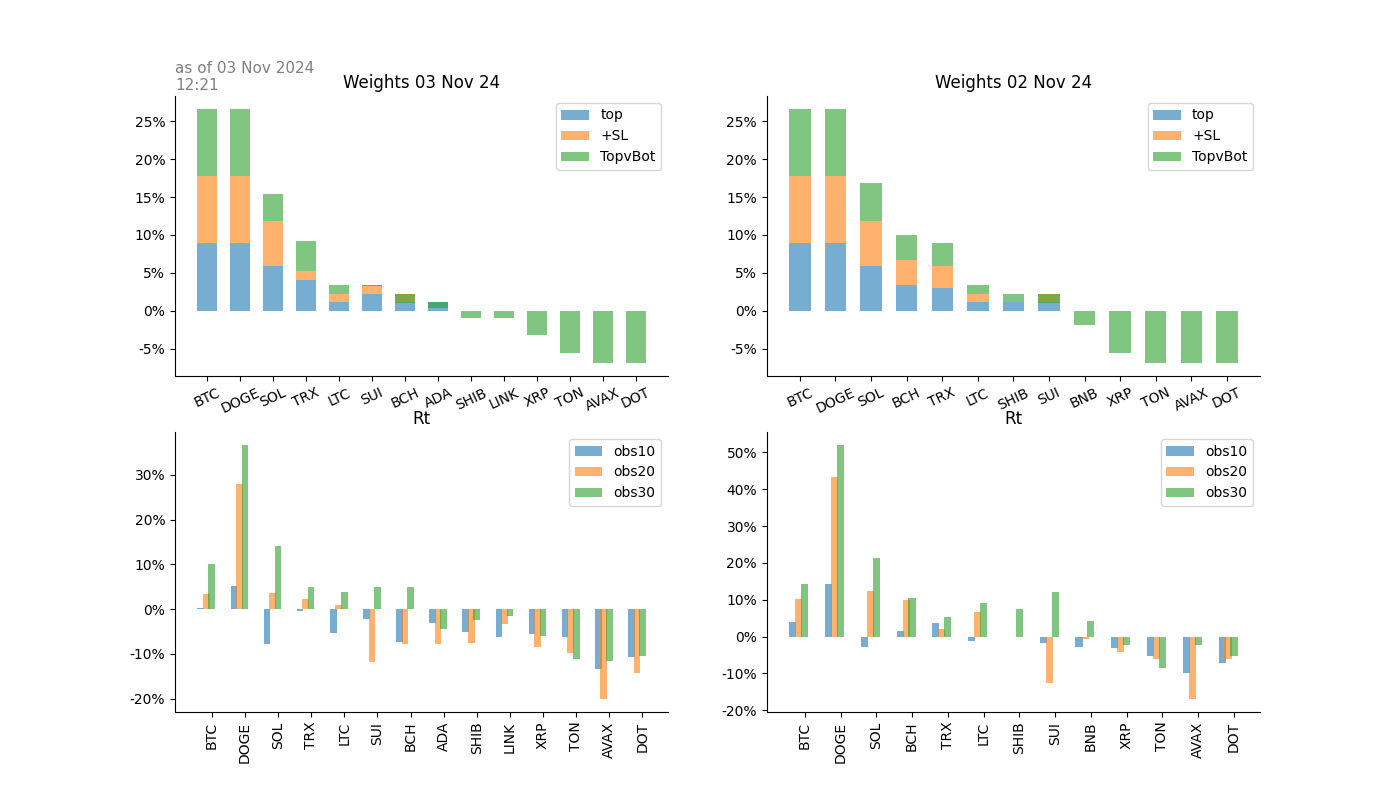 as of 03 Nov 2024
12:21
Weights 03 Nov 24
25%
20%
15%
10%
5%
0%
-5%
top
+SL
TopvBot
BTC DOGE SOL TRX LTC SUI BCH ADA SHIB LINK XRP TON AVAX DOT
Weights 02 Nov 24
25%
20%
15%
10%
5%
0%
-5%
top
+SL
TopvBot
BTC DOGE SOL BCH TRX LTC SHIB SUI BNB XRP TON AVAX DOT
Rt
30%
20%
10%
0%
-10%
-20%
obs10
obs20
obs30
BTC DOGE SOL TRX LTC SUI BCH ADA SHIB LINK XRP TON AVAX DOT
Rt
50%
40%
30%
20%
10%
0%
-10%
-20%
obs10
obs20
obs30
BTC DOGE SOL BCH TRX LTC SHIB SUI BNB XRP TON AVAX DOT